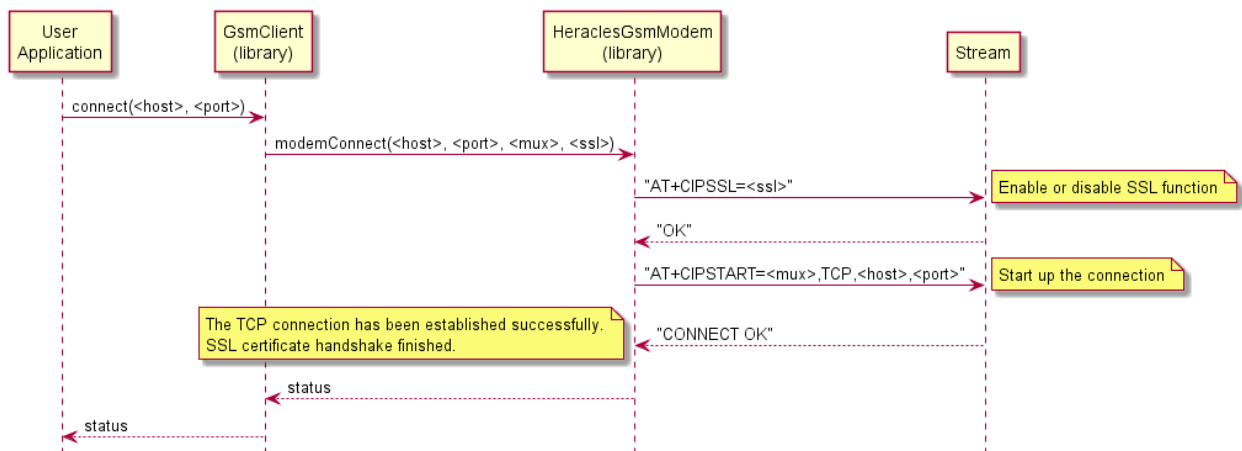 User
Application
GsmClient
(library)
HeraclesGsmModem
(library)
Stream
connect(<host>, <port>)
modemConnect(<host>, <port>, <mux>, <ssl>)
"AT+CIPSSL=<ssl>"
Enable or disable SSL function
"OK"
"AT+CIPSTART=<mux>,TCP,<host>,<port>"
Start up the connection
The TCP connection has been established successfully.
SSL certificate handshake finished.
"CONNECT OK"
status
status